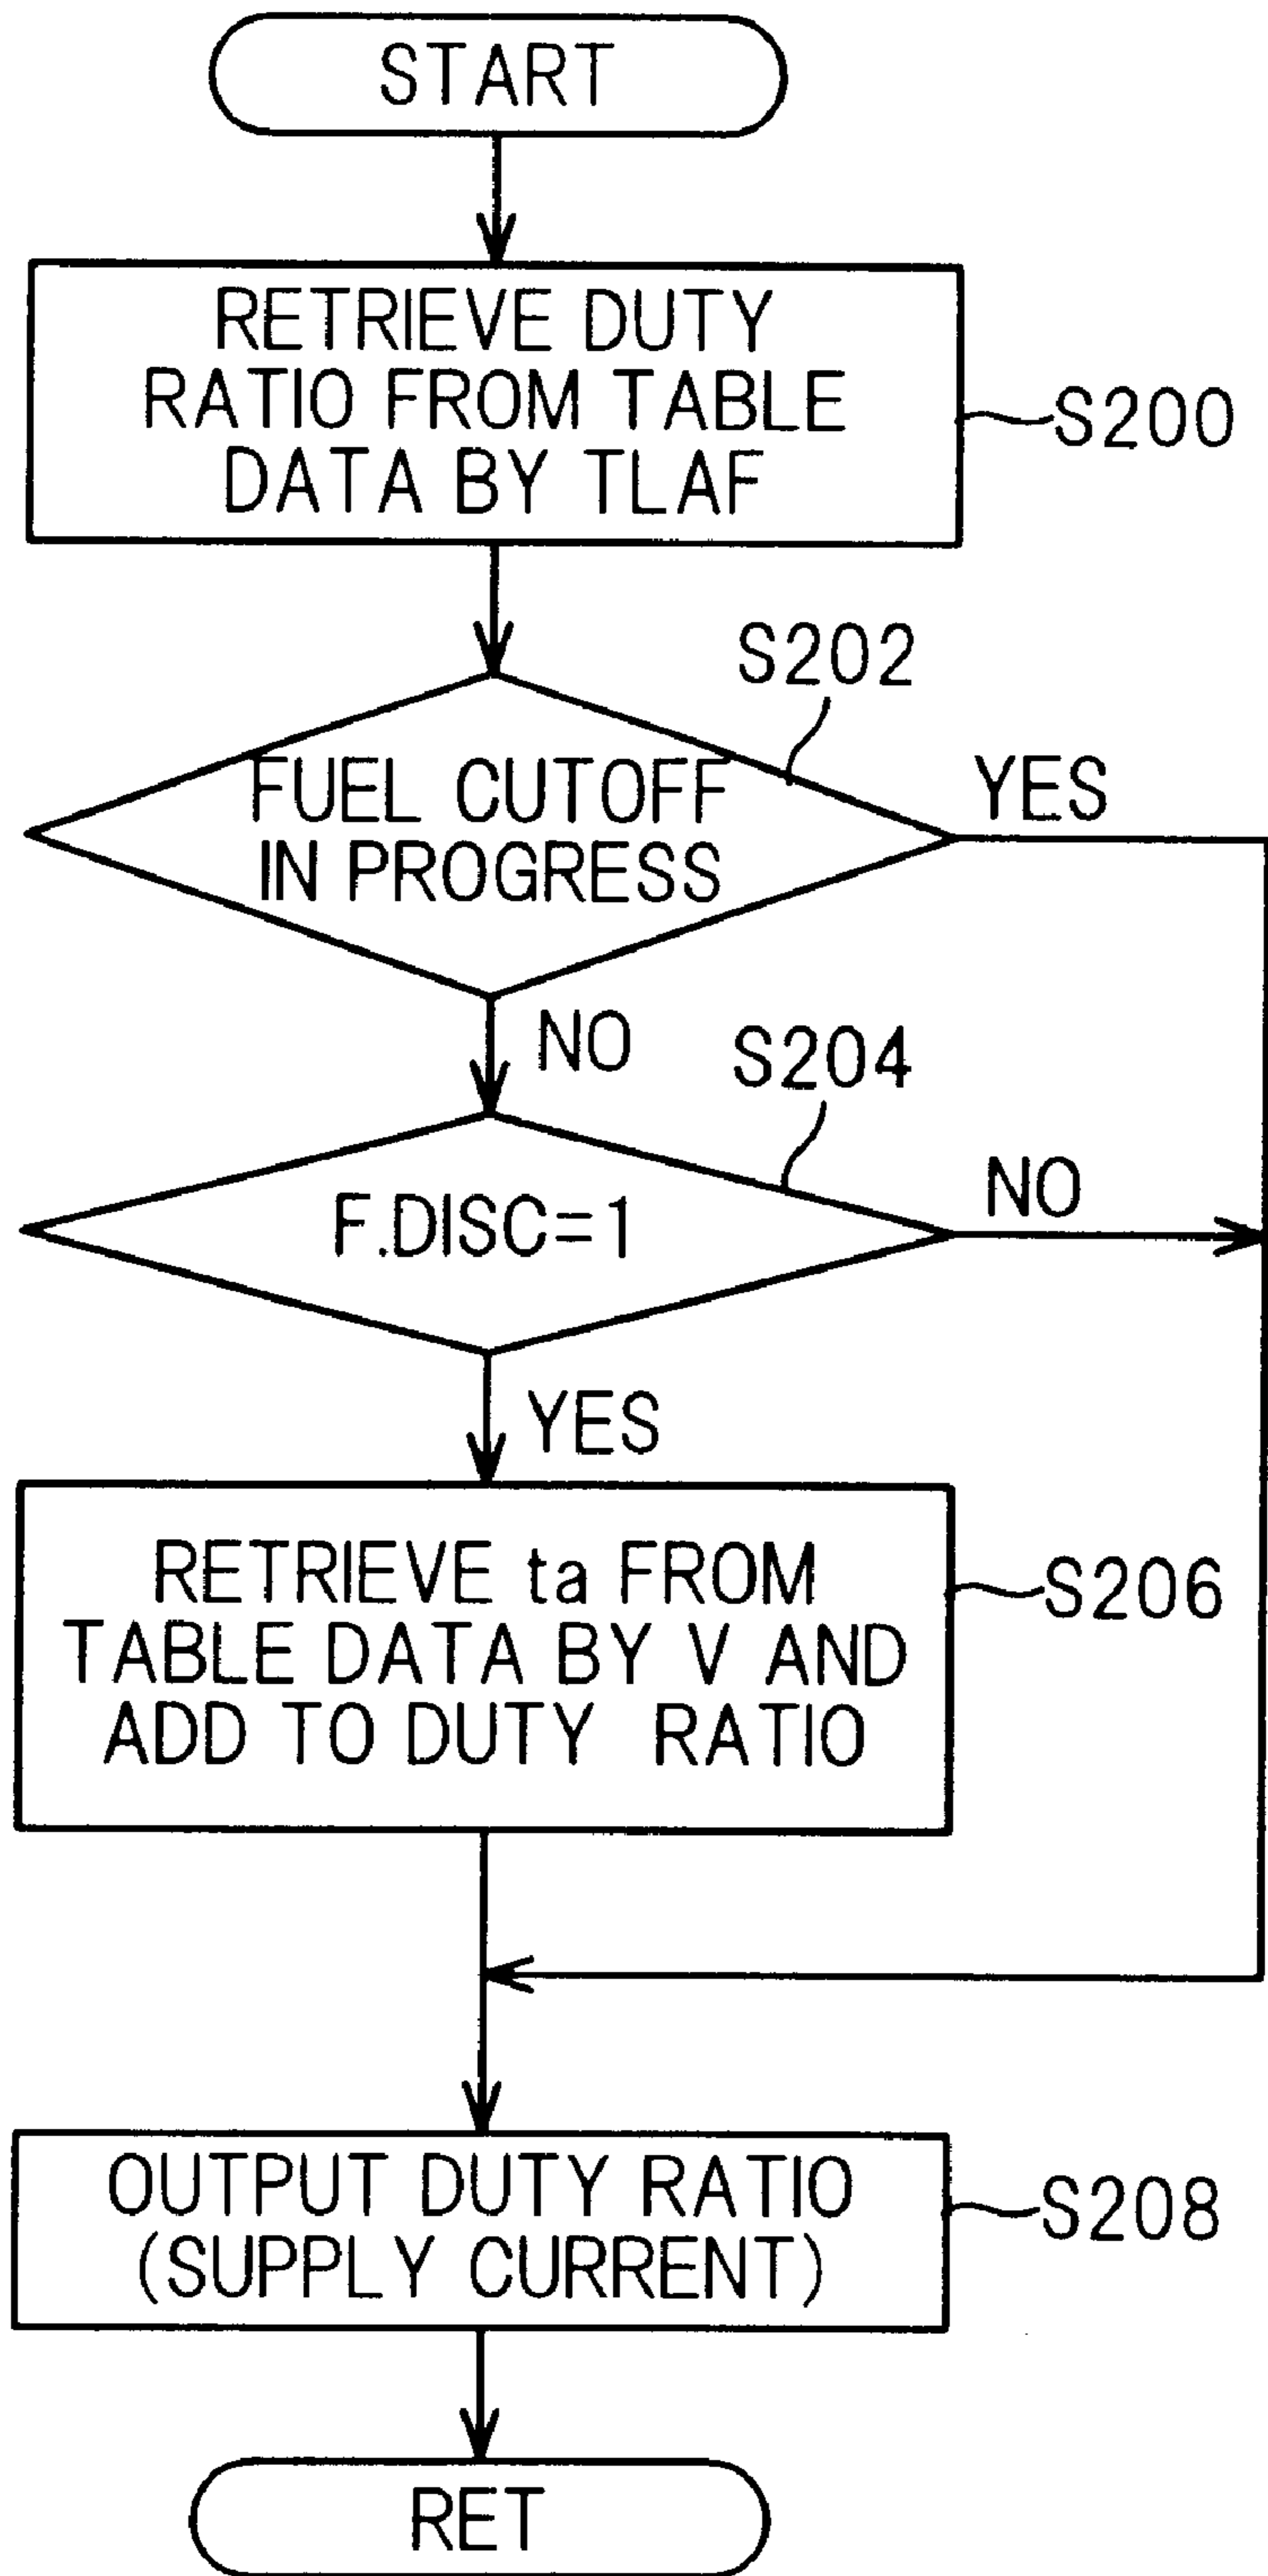 START
RETRIEVE DUTY
RATIO FROM TABLE
DATA BY TLAF
S200
S202
FUEL CUTOFF
IN PROGRESS
YES
NO
S204
F.DISC=1
NO
YES
RETRIEVE ta FROM
TABLE DATA BY V AND
ADD TO DUTY RATIO
S206
OUTPUT DUTY RATIO
(SUPPLY CURRENT)
S208
RET